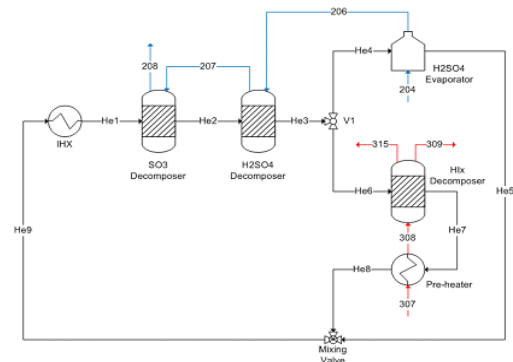 206
208
207
He4
H2SO4
Evaporator
204
He1
He2
He3
V1
IHX
SO3
Decomposer
H2SO4
Decomposer
315
309
HIx
Decomposer
He6
He5
He9
He7
308
He8
Pre-heater
307
Mixing
Valve